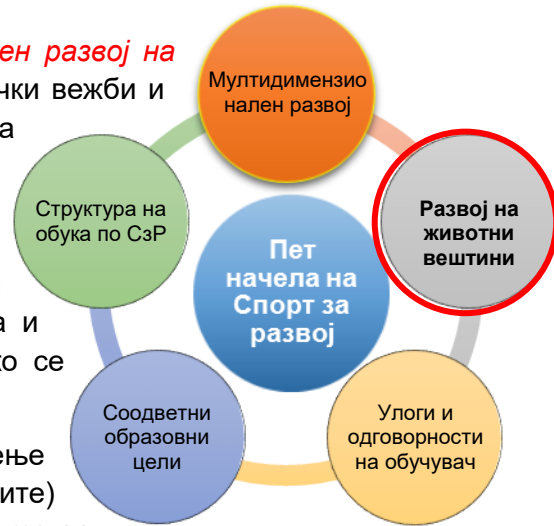 ен развој на
чки вежби и
а
а и
ко се
ење
ите)
Мултидимензио
нален развој
Развој на
животни
вештини
Улоги и
одговорности
на обучувач
Соодветни
образовни
цели
Структура на
обука по СзР
Пет
начела на
Спорт за
развој